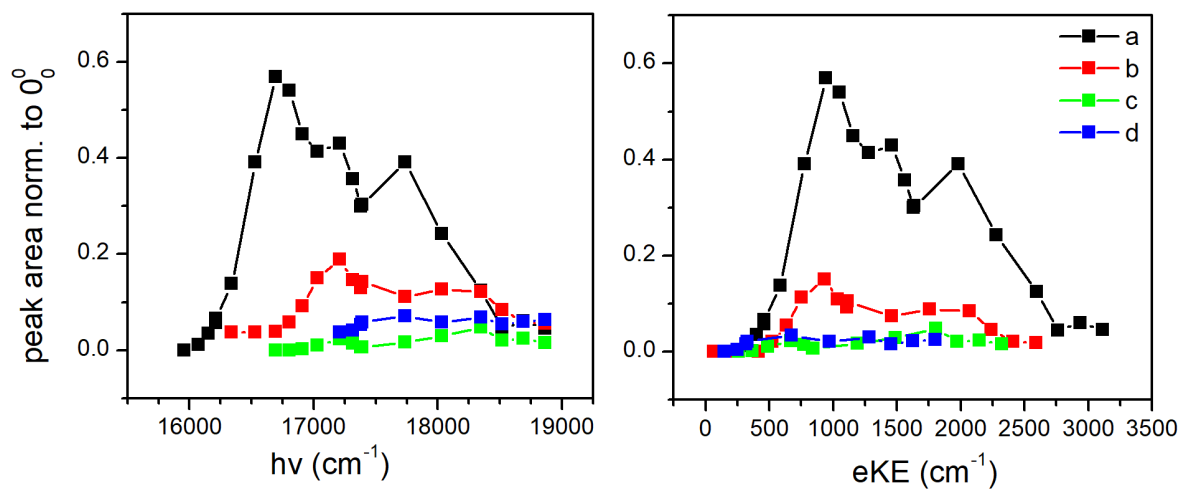 peak area norm. to 0⁰₀
0.6
0.4
0.2
0.0
16000 17000 18000 19000
hν (cm⁻¹)
0.6
0.4
0.2
0.0
0 500 1000 1500 2000 2500 3000 3500
eKE (cm⁻¹)
a
b
c
d